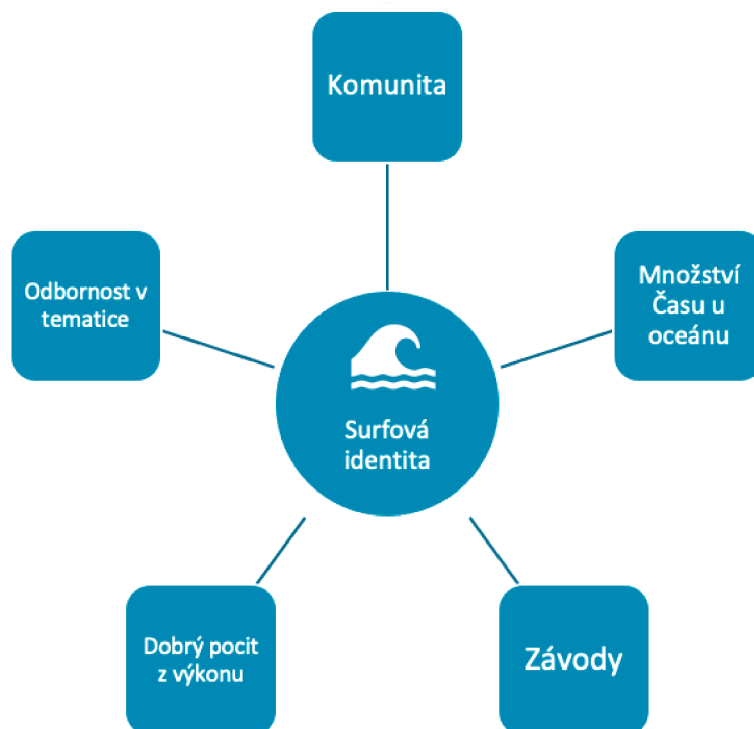 Komunita
Odbornost v
tematice
Množství
Času u
oceánu
Surfová
identita
Dobrý pocit
z výkonu
Závody